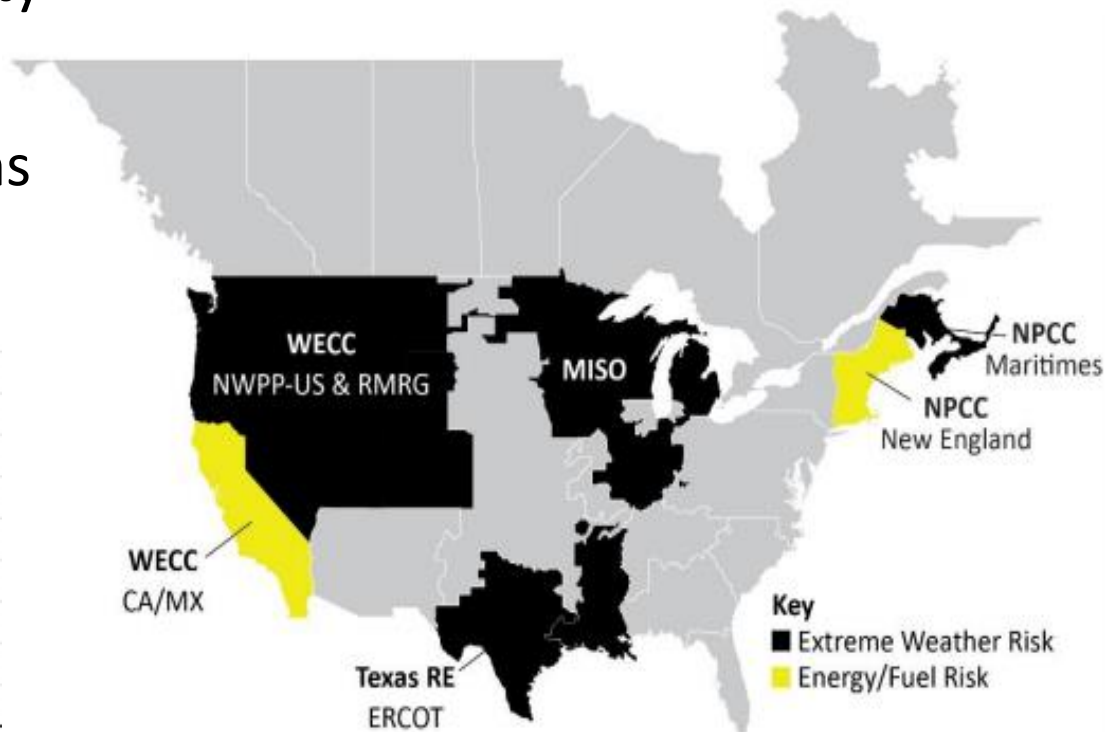 WECC
NWPP-US & RMRG
MISO
NPCC
Maritimes
NPCC
New England
WECC
CA/MX
Texas RE
ERCOT
Key
Extreme Weather Risk
Energy/Fuel Risk